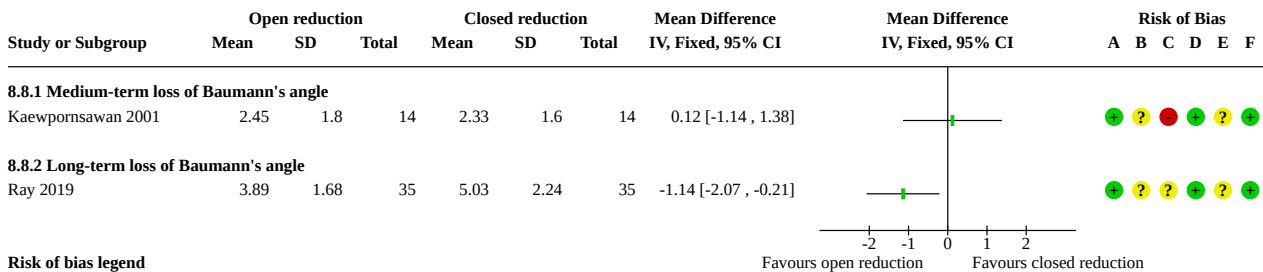 Open reduction Closed reduction Mean Difference Mean Difference Risk of Bias
Study or Subgroup Mean SD Total Mean SD Total IV, Fixed, 95% CI IV, Fixed, 95% CI A B C D E F
8.8.1 Medium-term loss of Baumann's angle
Kaewpornsawan 2001 2.45 1.8 14 2.33 1.6 14 0.12 [-1.14 , 1.38] + ? - + ? +
8.8.2 Long-term loss of Baumann's angle
Ray 2019 3.89 1.68 35 5.03 2.24 35 -1.14 [-2.07 , -0.21] + ? ? + ? +
-2 -1 0 1 2
Risk of bias legend Favours open reduction Favours closed reduction